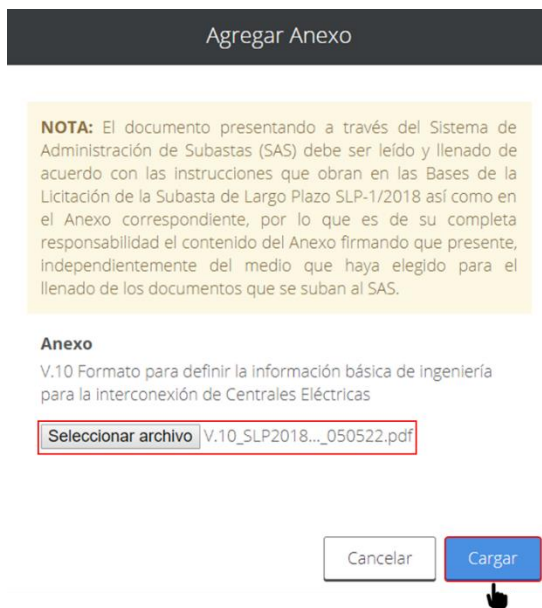 Agregar Anexo
NOTA: El documento presentando a través del Sistema de
Administración de Subastas (SAS) debe ser leído y llenado de
acuerdo con las instrucciones que obran en las Bases de la
Licitación de la Subasta de Largo Plazo SLP-1/2018 así como en
el Anexo correspondiente, por lo que es de su completa
responsabilidad el contenido del Anexo firmando que presente,
independientemente del medio que haya elegido para el
llenado de los documentos que se suban al SAS.
Anexo
V.10 Formato para definir la información básica de ingeniería
para la interconexión de Centrales Eléctricas
Seleccionar archivo V.10_SLP2018..._050522.pdf
Cancelar Cargar